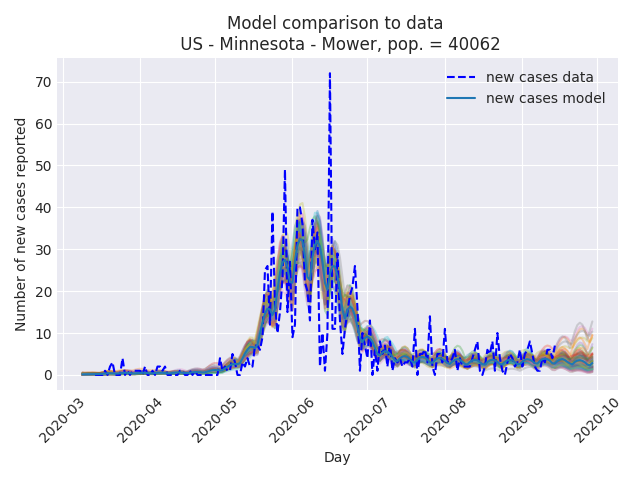 Model comparison to data
US - Minnesota - Mower, pop. = 40062
new cases data
new cases model
Number of new cases reported
70
60
50
40
30
20
10
0
2020-03
2020-04
2020-05
2020-06
2020-07
2020-08
2020-09
2020-10
Day